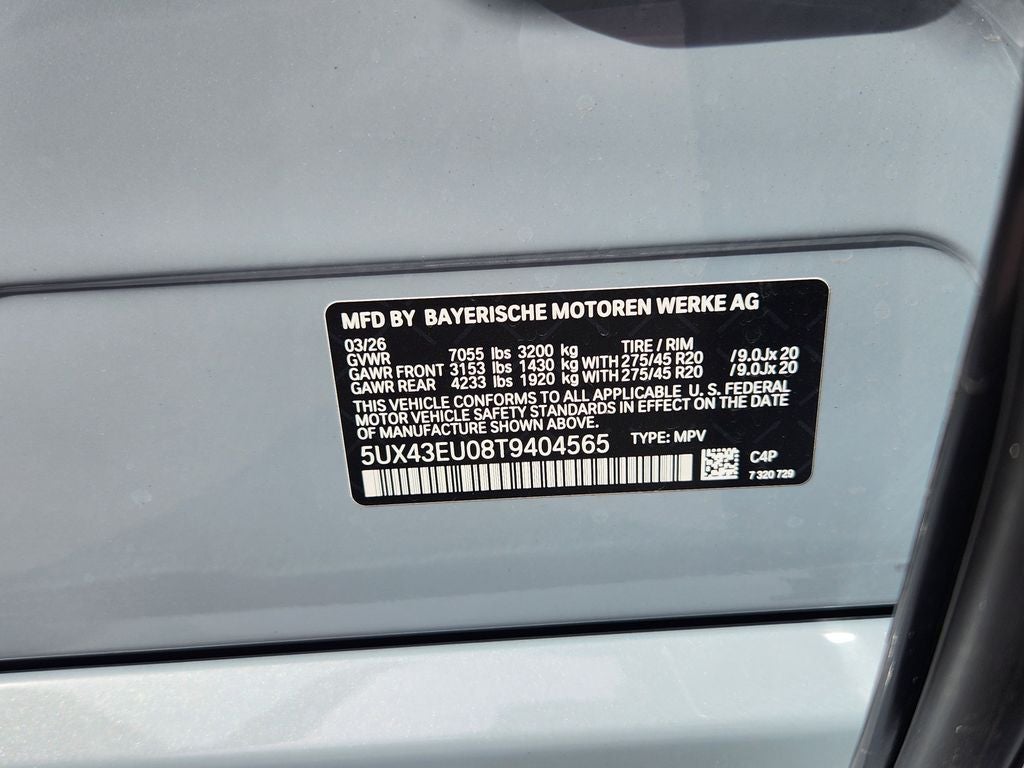 MFD BY BAYERISCHE MOTOREN WERKE AG
03/26 TIRE / RIM
GVWR 7055 lbs 3200 kg
GAWR FRONT 3153 lbs 1430 kg WITH 275/45 R20 /9.0Jx 20
GAWR REAR 4233 lbs 1920 kg WITH 275/45 R20 /9.0Jx 20
THIS VEHICLE CONFORMS TO ALL APPLICABLE U.S. FEDERAL
MOTOR VEHICLE SAFETY STANDARDS IN EFFECT ON THE DATE
OF MANUFACTURE SHOWN ABOVE.
5UX43EU08T9404565 TYPE: MPV
C4P
7 320 729